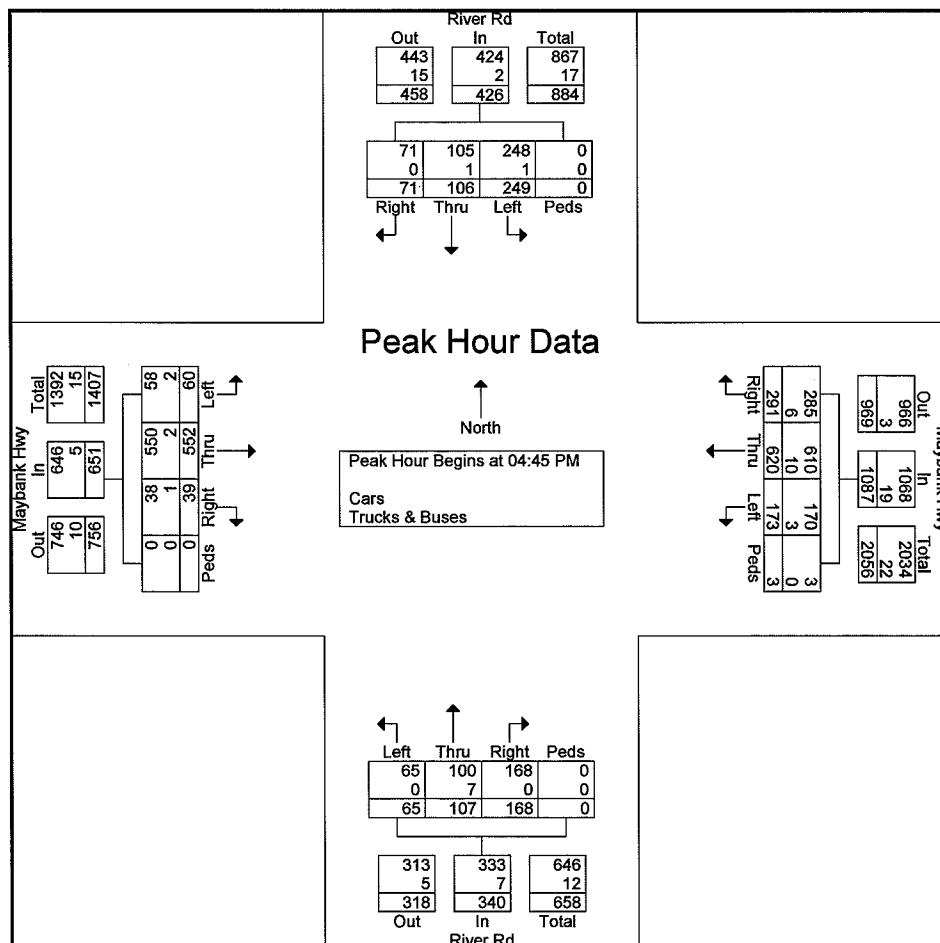 River Rd
Out In Total
443 424 867
15 2 17
458 426 884
71 105 248 0
0 1 1 0
71 106 249 0
Right Thru Left Peds
Peak Hour Data
North
Peak Hour Begins at 04:45 PM
Cars
Trucks & Buses
Maybank Hwy
Out In Total
746 646 1392
10 5 15
756 651 1407
Left Thru Right Peds
58 550 38 0
2 2 1 0
60 552 39 0
Maybank Hwy
Out In Total
966 1068 2034
3 19 22
969 1087 2056
285 610 170 3
6 10 3 0
291 620 173 3
Right Thru Left Peds
Left Thru Right Peds
65 100 168 0
0 7 0 0
65 107 168 0
313 333 646
5 7 12
318 340 658
Out In Total
River Rd